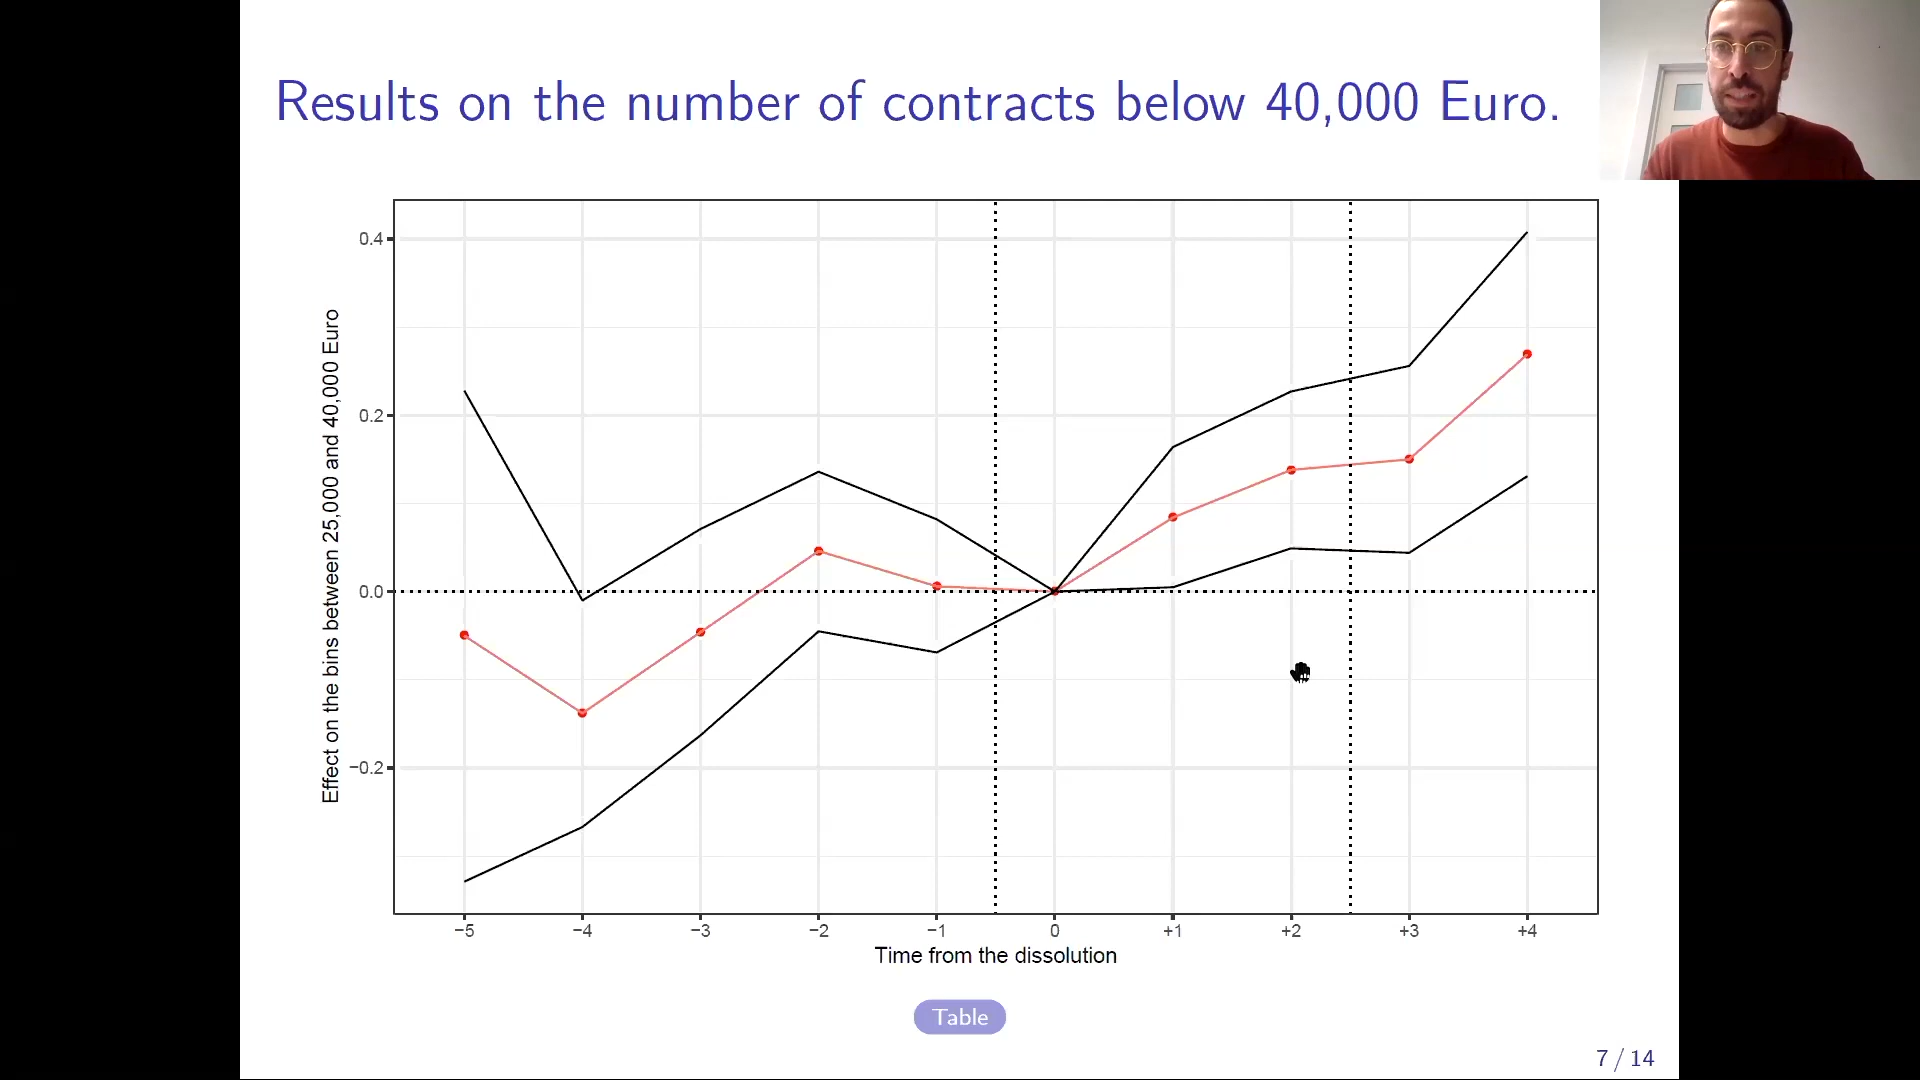 Results on the number of contracts below 40,000 Euro.
Effect on the bins between 25,000 and 40,000 Euro
0.4
0.2
0.0
−0.2
−5 −4 −3 −2 −1 0 +1 +2 +3 +4
Time from the dissolution
Table
7 / 14